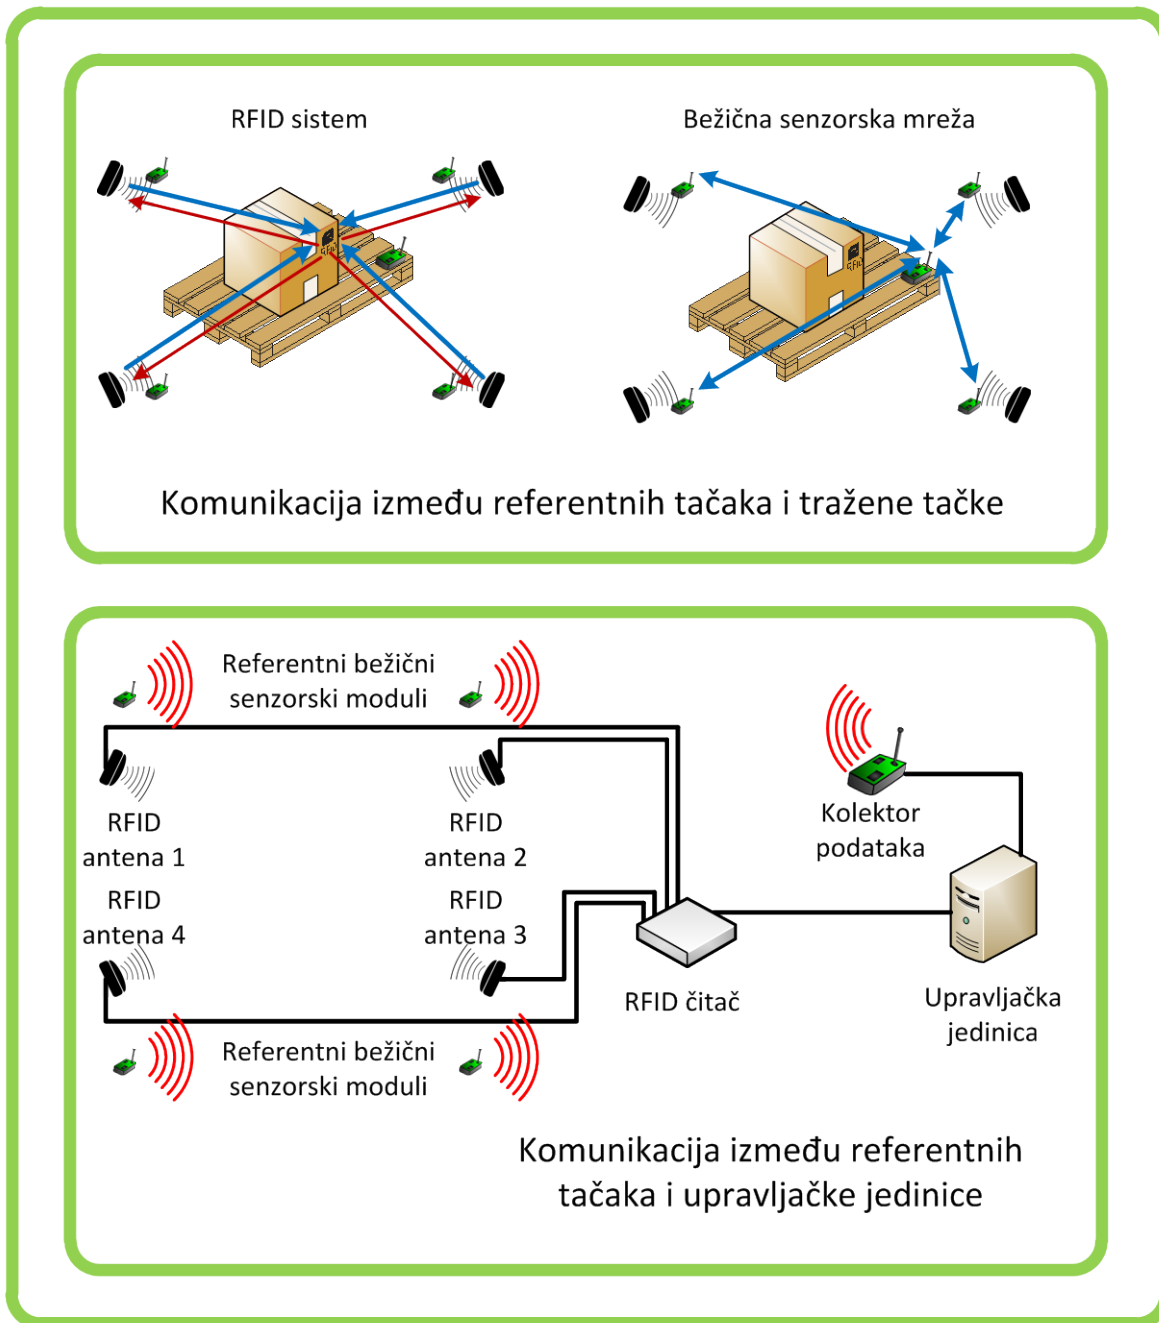 RFID sistem
Bežična senzorska mreža
RFID
RFID
Komunikacija između referentnih tačaka i tražene tačke
Referentni bežični
senzorski moduli
RFID
antena 1
RFID
antena 2
Kolektor
podataka
RFID
antena 4
RFID
antena 3
RFID čitač
Upravljačka
jedinica
Referentni bežični
senzorski moduli
Komunikacija između referentnih
tačaka i upravljačke jedinice